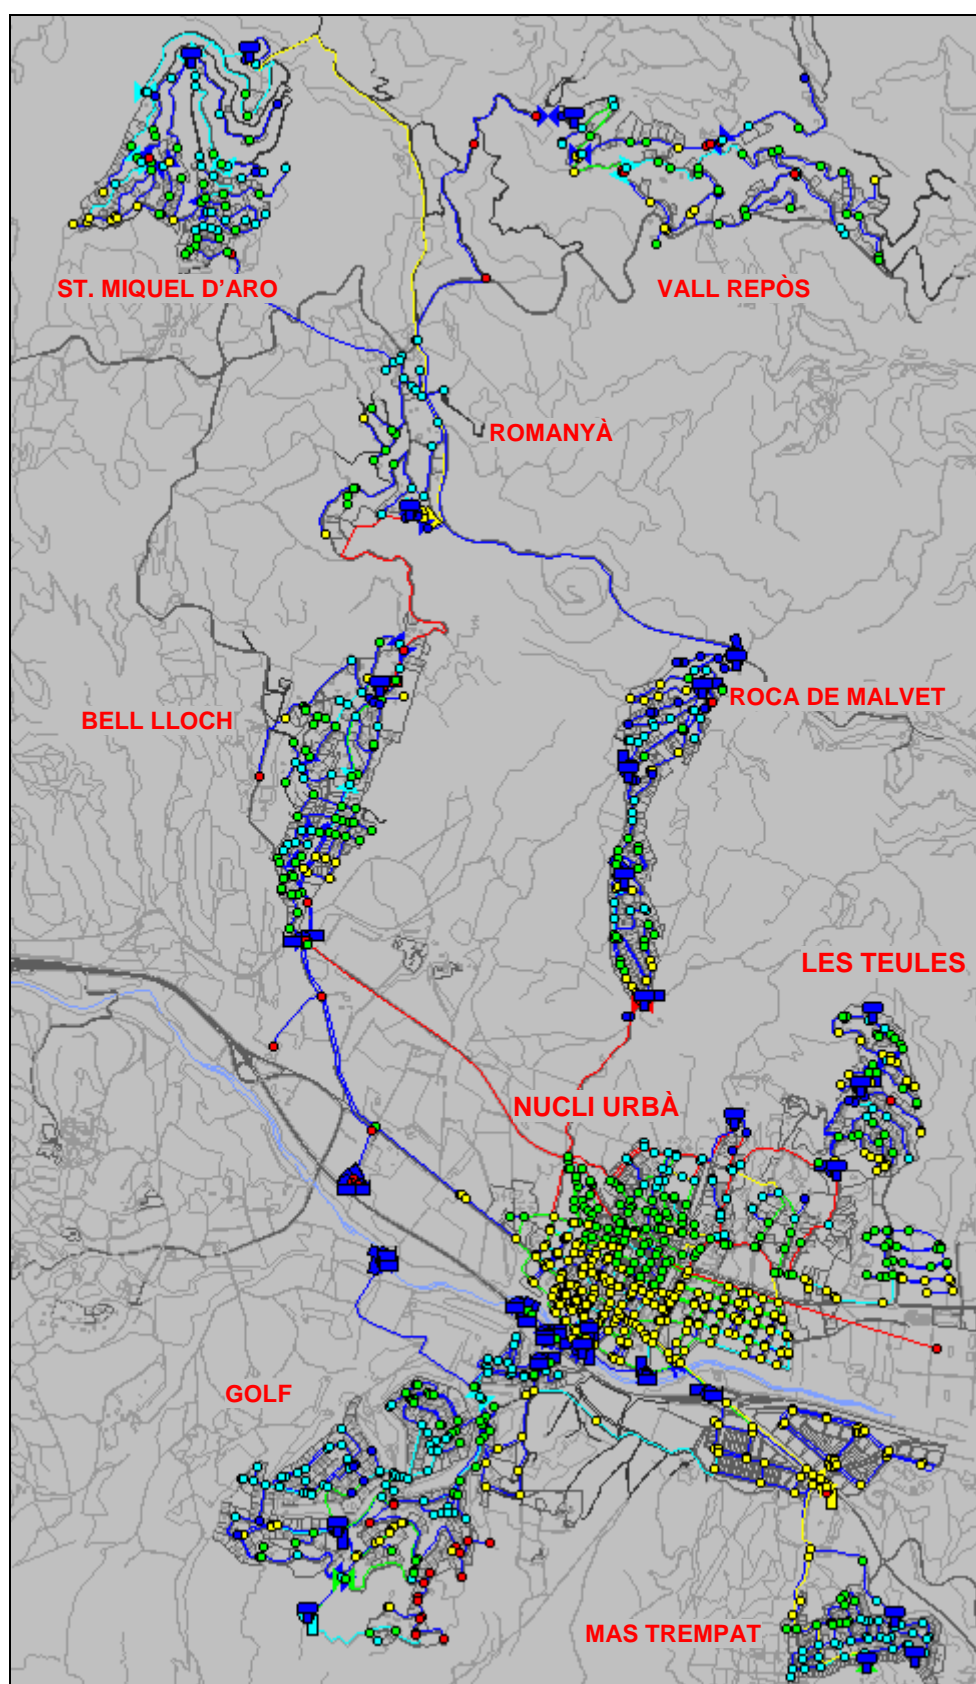 ST. MIQUEL D'ARO
VALL REPÒS
ROMANYÀ
ROCA DE MALVET
BELL LLOCH
LES TEULES
NUCLI URBÀ
GOLF
MAS TREMPAT